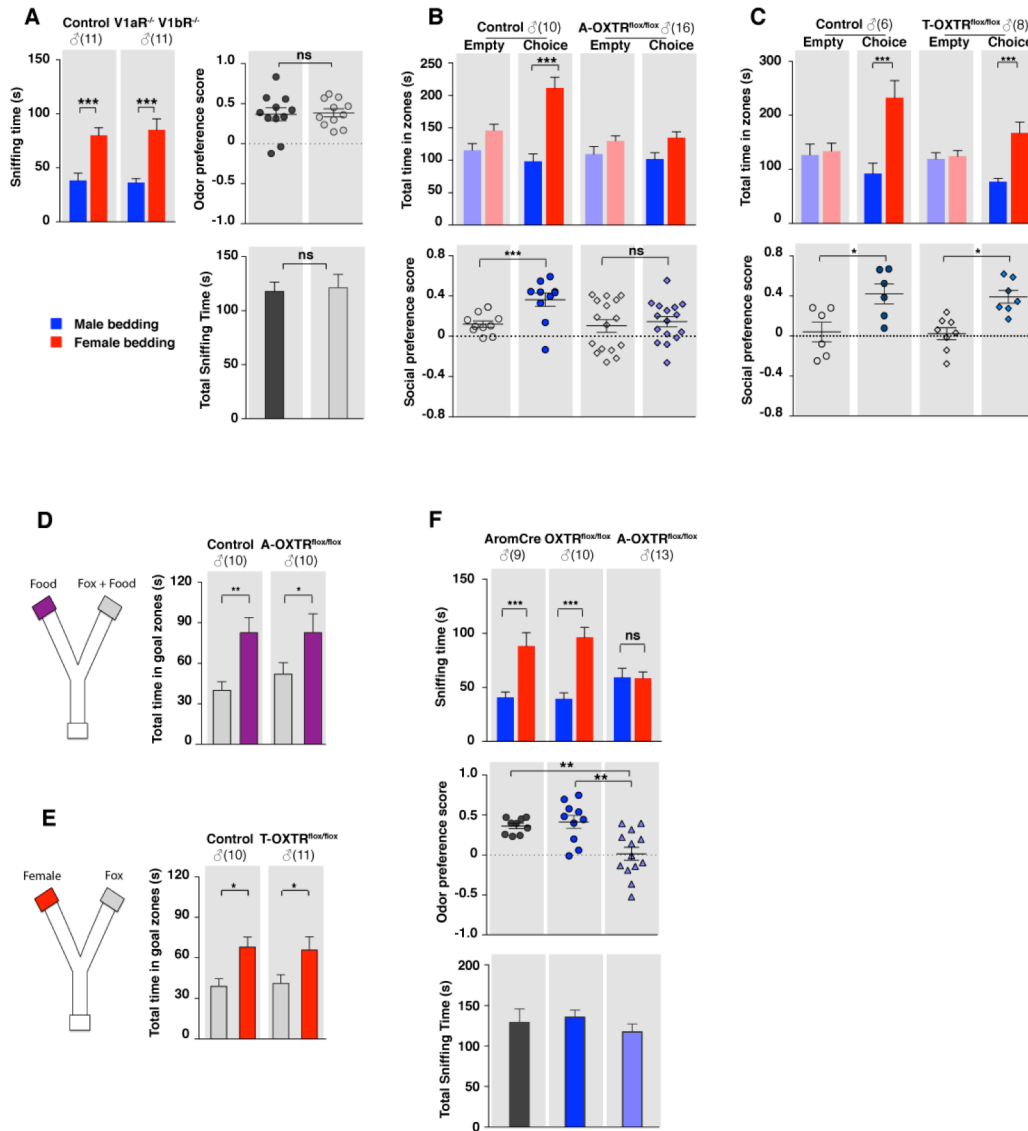 A
Control V1aR-/- V1bR-/-
♂(11) ♂(11)
Sniffing time (s)
150
100
50
0
***
***
Odor preference score
1.0
0.5
0.0
-0.5
-1.0
ns
Total Sniffing Time (s)
150
100
50
0
ns
Male bedding
Female bedding
B
Control ♂(10) A-OXTRflox/flox♂(16)
Empty Choice Empty Choice
Total time in zones (s)
250
200
150
100
50
0
***
Social preference score
0.8
0.4
0
-0.4
-0.8
***
ns
C
Control ♂(6) T-OXTRflox/flox ♂(8)
Empty Choice Empty Choice
Total time in zones (s)
300
200
100
0
***
***
Social preference score
0.8
0.4
0
-0.4
-0.8
*
*
D
Food
Fox + Food
Control A-OXTRflox/flox
♂(10) ♂(10)
Total time in goal zones (s)
120
90
60
30
0
**
*
E
Female
Fox
Control T-OXTRflox/flox
♂(10) ♂(11)
Total time in goal zones (s)
120
90
60
30
0
*
*
F
AromCre OXTRflox/flox A-OXTRflox/flox
♂(9) ♂(10) ♂(13)
Sniffing time (s)
150
100
50
0
***
***
ns
Odor preference score
1.0
0.5
0
-0.5
-1.0
**
**
Total Sniffing Time (s)
200
150
100
50
0